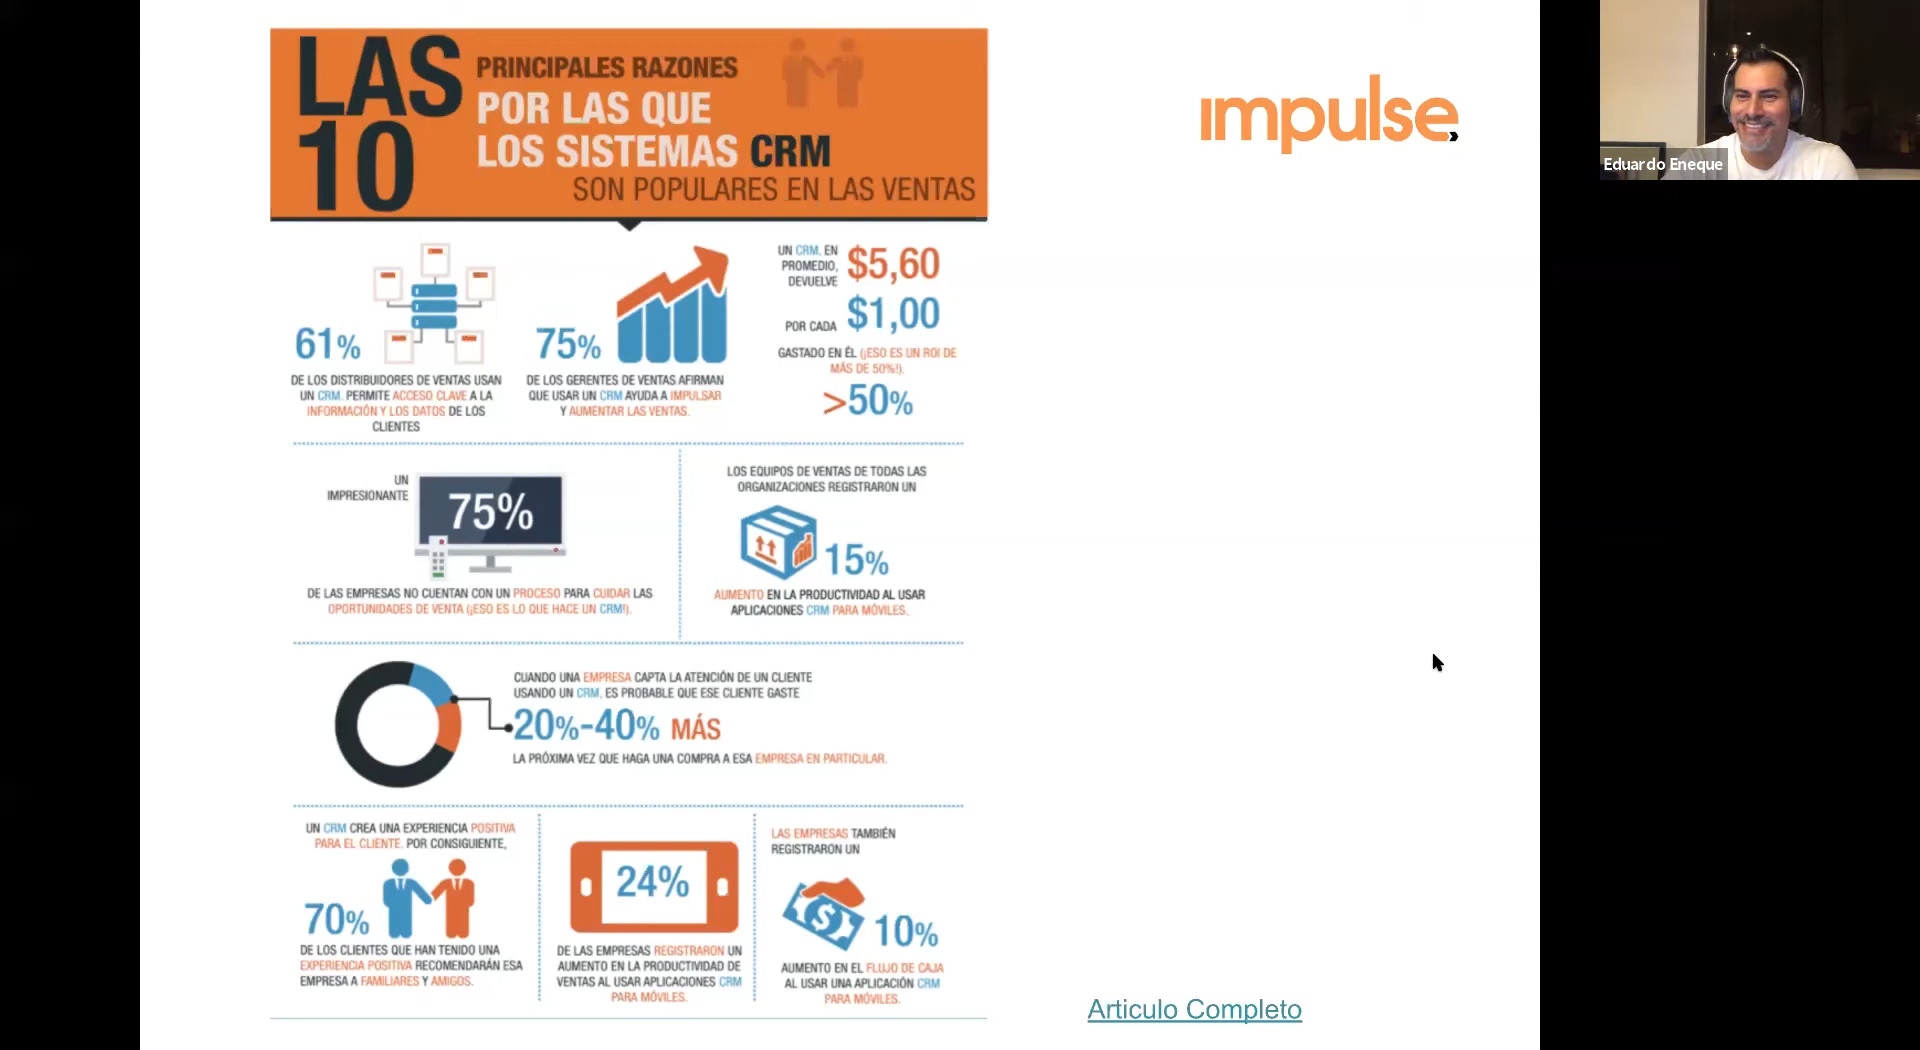 LAS
10
PRINCIPALES RAZONES
POR LAS QUE
LOS SISTEMAS CRM
SON POPULARES EN LAS VENTAS
impulse
Eduardo Eneque
61%
DE LOS DISTRIBUIDORES DE VENTAS USAN
UN CRM. PERMITE ACCESO CLAVE A LA
INFORMACIÓN Y LOS DATOS DE LOS
CLIENTES
75%
DE LOS GERENTES DE VENTAS AFIRMAN
QUE USAR UN CRM AYUDA A IMPULSAR
Y AUMENTAR LAS VENTAS.
UN CRM, EN
PROMEDIO,
DEVUELVE
$5,60
POR CADA
$1,00
GASTADO EN ÉL (¡ESO ES UN ROI DE
MÁS DE 50%!).
>50%
UN
IMPRESIONANTE
75%
DE LAS EMPRESAS NO CUENTAN CON UN PROCESO PARA CUIDAR LAS
OPORTUNIDADES DE VENTA (¡ESO ES LO QUE HACE UN CRM!).
LOS EQUIPOS DE VENTAS DE TODAS LAS
ORGANIZACIONES REGISTRARON UN
15%
AUMENTO EN LA PRODUCTIVIDAD AL USAR
APLICACIONES CRM PARA MÓVILES.
CUANDO UNA EMPRESA CAPTA LA ATENCIÓN DE UN CLIENTE
USANDO UN CRM, ES PROBABLE QUE ESE CLIENTE GASTE
20%-40% MÁS
LA PRÓXIMA VEZ QUE HAGA UNA COMPRA A ESA EMPRESA EN PARTICULAR.
UN CRM CREA UNA EXPERIENCIA POSITIVA
PARA EL CLIENTE. POR CONSIGUIENTE,
70%
DE LOS CLIENTES QUE HAN TENIDO UNA
EXPERIENCIA POSITIVA RECOMENDARÁN ESA
EMPRESA A FAMILIARES Y AMIGOS.
24%
DE LAS EMPRESAS REGISTRARON UN
AUMENTO EN LA PRODUCTIVIDAD DE
VENTAS AL USAR APLICACIONES CRM
PARA MÓVILES.
LAS EMPRESAS TAMBIÉN
REGISTRARON UN
$
10%
AUMENTO EN EL FLUJO DE CAJA
AL USAR UNA APLICACIÓN CRM
PARA MÓVILES.
Articulo Completo